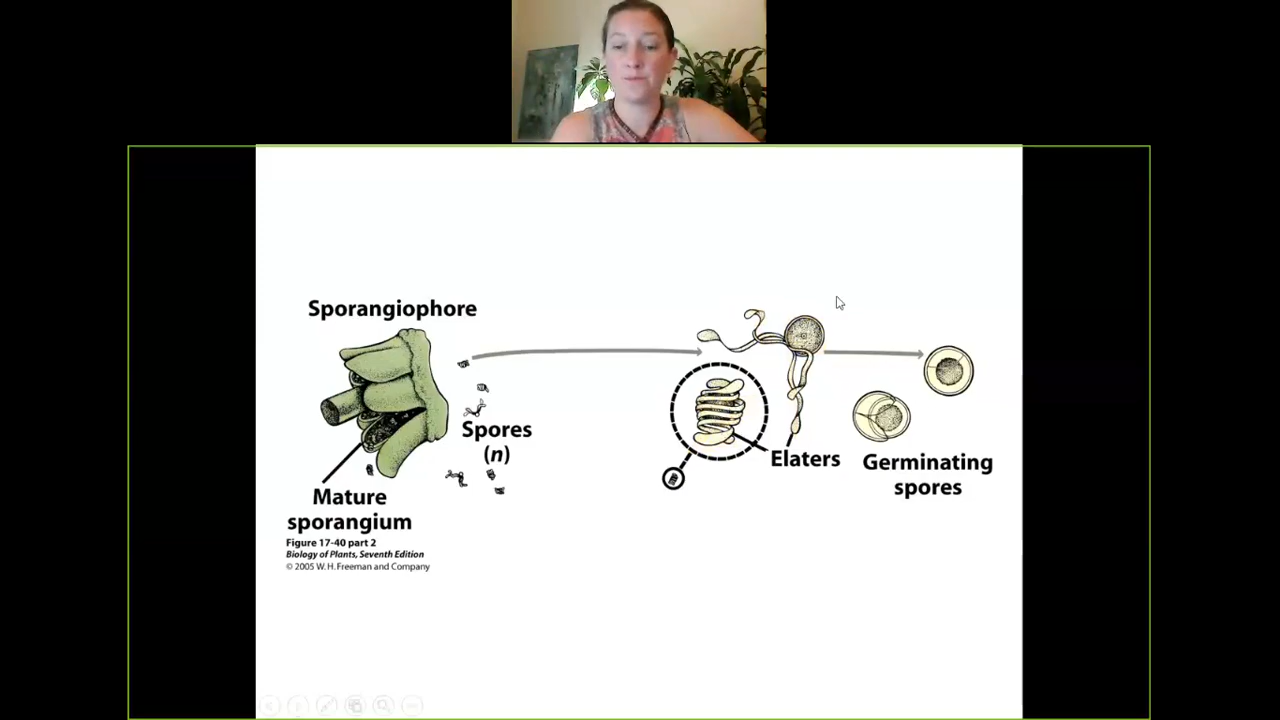 Sporangiophore
Spores
(n)
Mature
sporangium
Elaters
Germinating
spores
Figure 17-40 part 2
Biology of Plants, Seventh Edition
© 2005 W. H. Freeman and Company